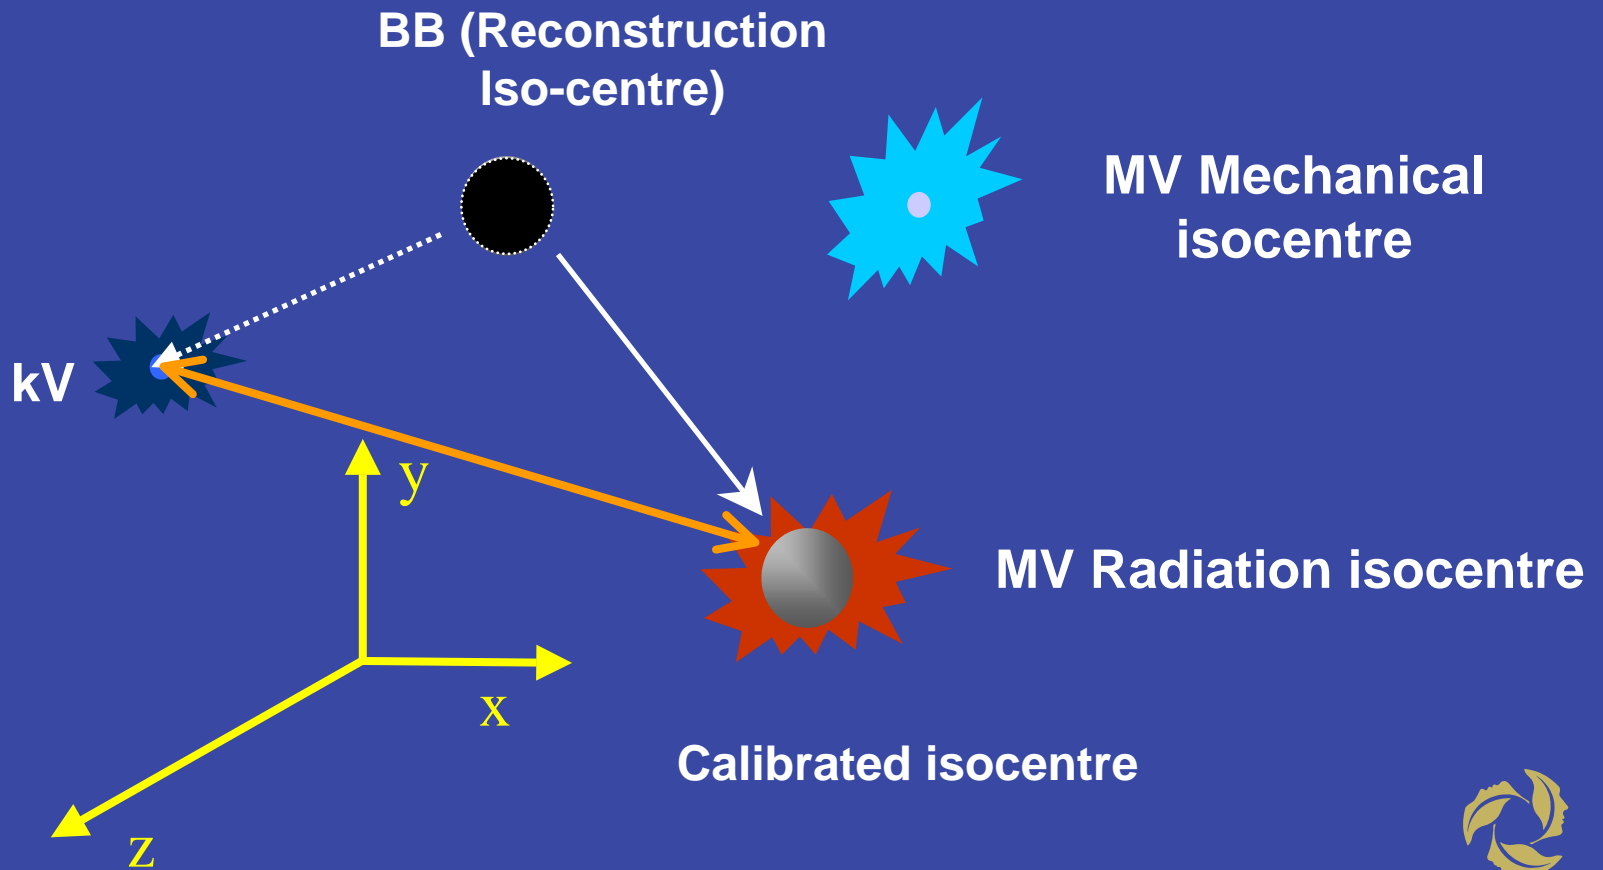 BB (Reconstruction
Iso-centre)
MV Mechanical
isocentre
kV
y
MV Radiation isocentre
x
Calibrated isocentre
z